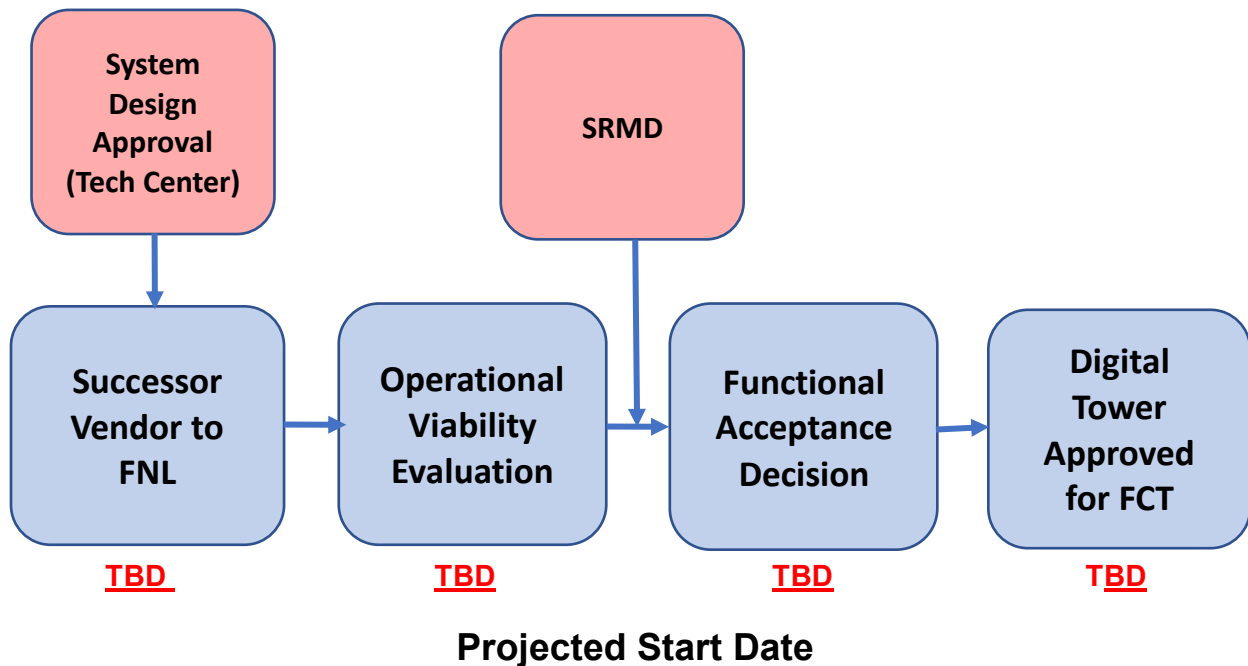 System
Design
Approval
(Tech Center)
SRMD
Successor
Vendor to
FNL
Operational
Viability
Evaluation
Functional
Acceptance
Decision
Digital
Tower
Approved
for FCT
TBD
TBD
TBD
TBD
Projected Start Date